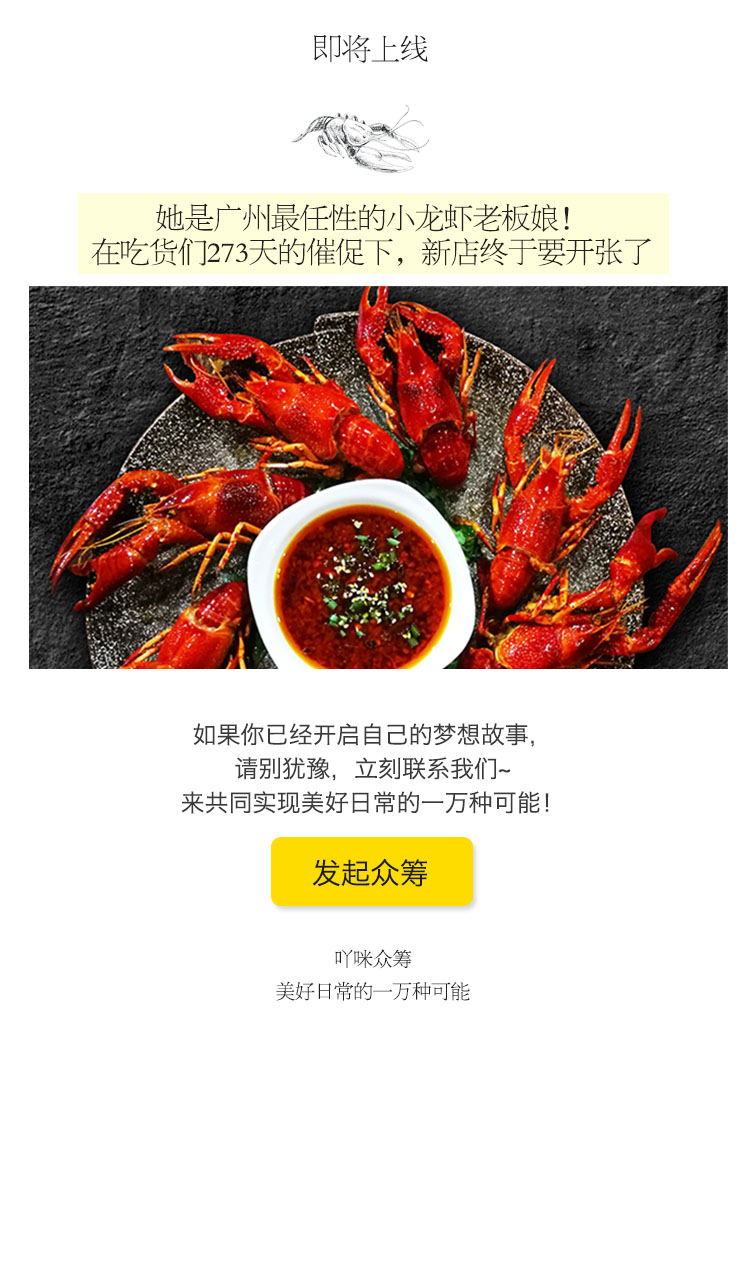 即将上线
她是广州最任性的小龙虾老板娘！
在吃货们273天的催促下，新店终于要开张了
如果你已经开启自己的梦想故事，
请别犹豫，立刻联系我们~
来共同实现美好日常的一万种可能！
发起众筹
吖咪众筹
美好日常的一万种可能